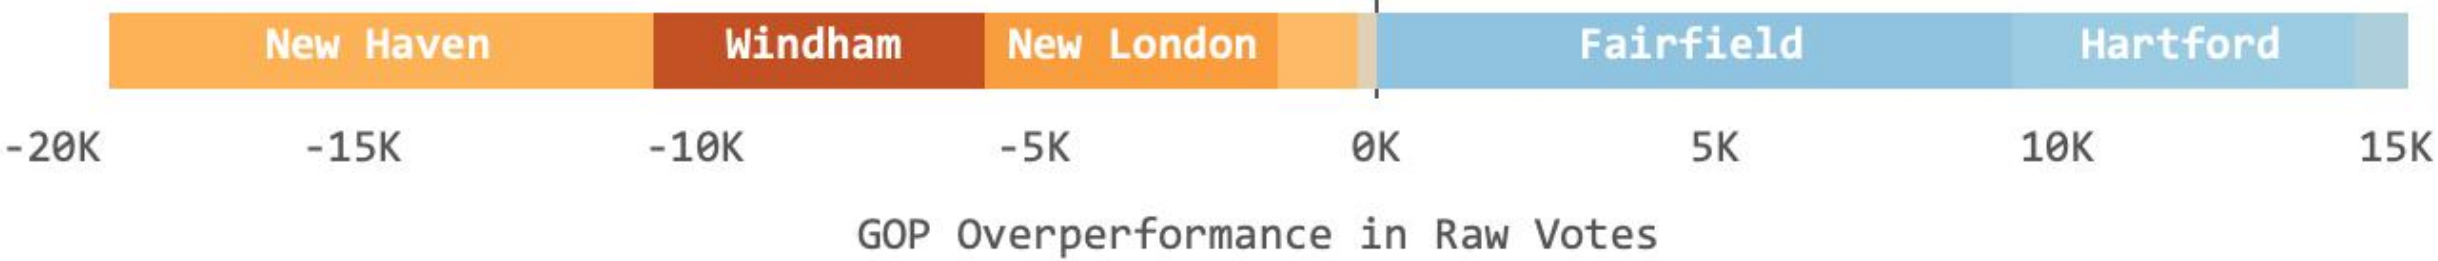 New Haven Windham New London Fairfield Hartford
-20K -15K -10K -5K 0K 5K 10K 15K
GOP Overperformance in Raw Votes